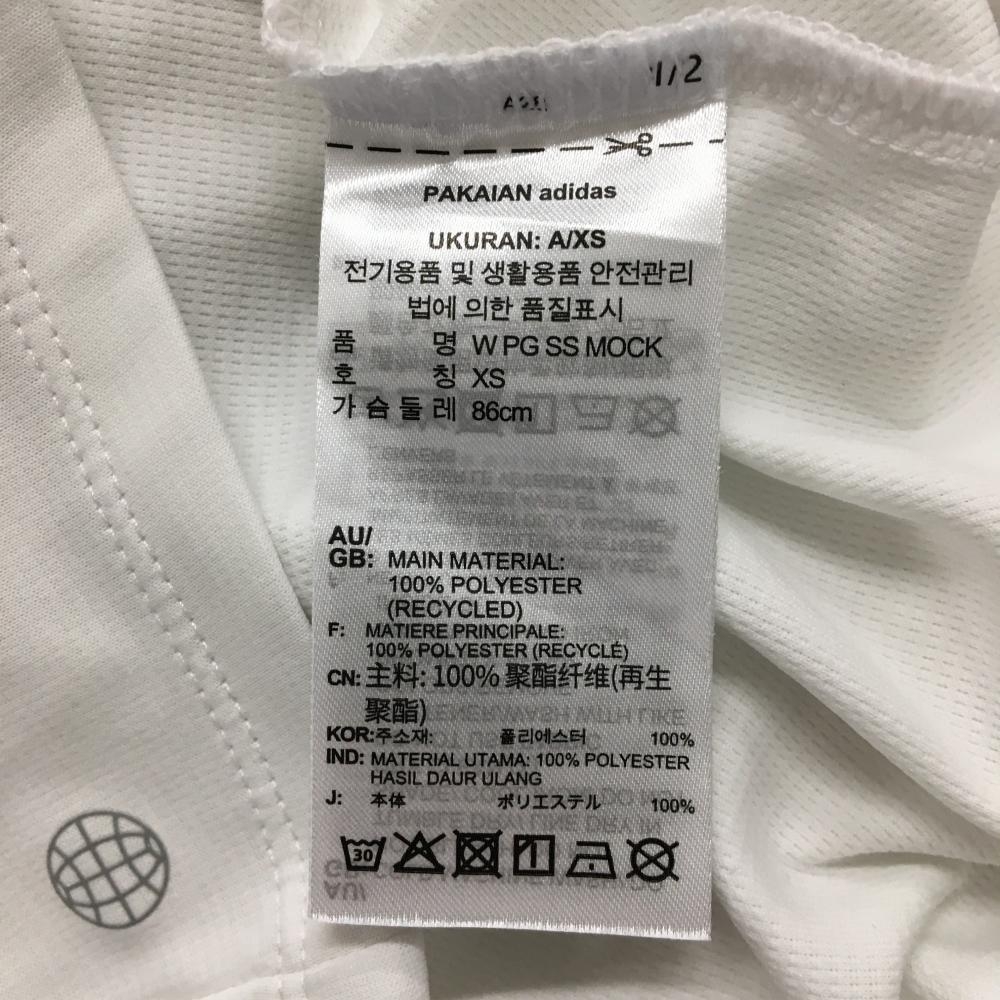 1/2
PAKAIAN adidas
UKURAN: A/XS
전기용품 및 생활용품 안전관리
법에 의한 품질표시
품 명 W PG SS MOCK
호 칭 XS
가슴둘레 86cm
AU/
GB: MAIN MATERIAL:
100% POLYESTER
(RECYCLED)
F: MATIERE PRINCIPALE:
100% POLYESTER (RECYCLÉ)
CN: 主料: 100% 聚酯纤维(再生
聚酯)
KOR:주소재: 폴리에스터 100%
IND: MATERIAL UTAMA: 100% POLYESTER
HASIL DAUR ULANG
J: 本体 ポリエステル 100%
30